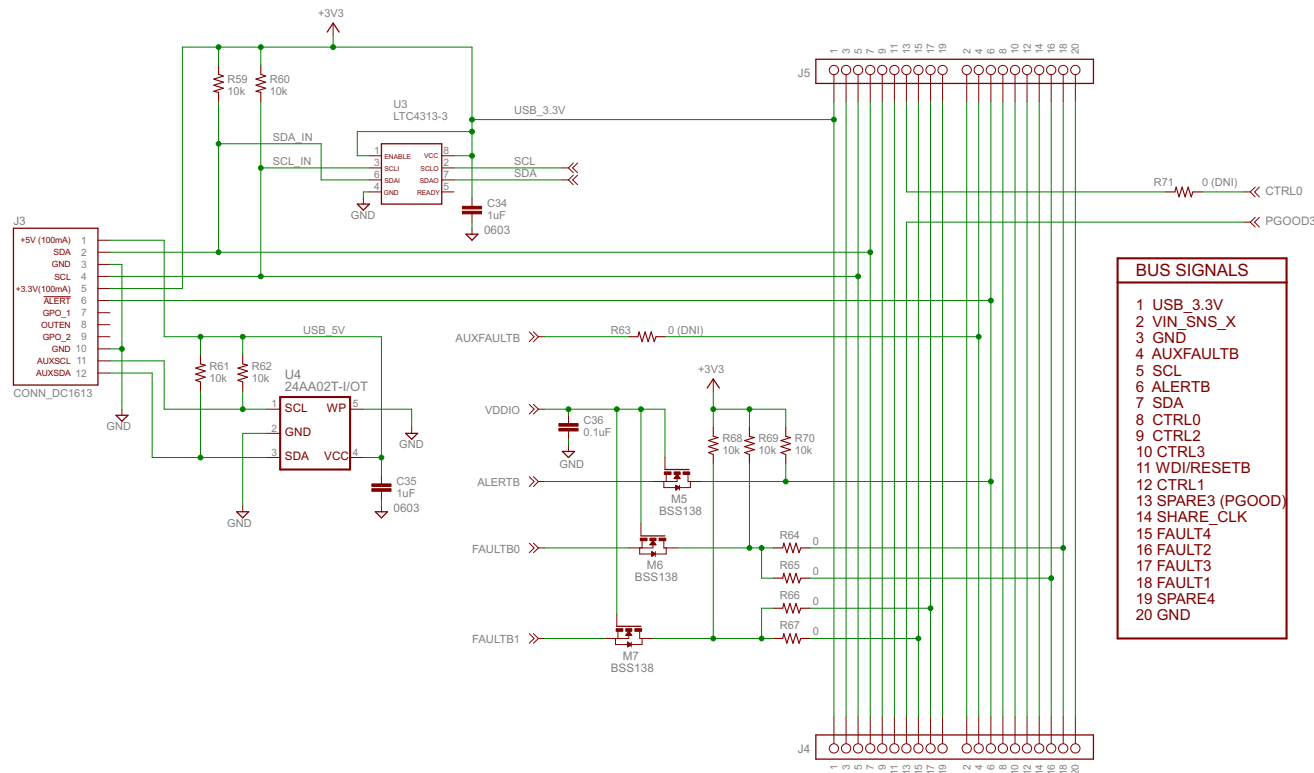 +3V3
R59
10k
R60
10k
U3
LTC4313-3
USB_3.3V
SDA_IN
SCL_IN
1 ENABLE VCC 8
3 SCLI SCLO 2
6 SDAI SDAO 7
4 GND READY 5
SCL
SDA
GND
C34
1uF
0603
J5
1 3 5 7 9 11 13 15 17 19 2 4 6 8 10 12 14 16 18 20
R71 0 (DNI) CTRL0
PGOOD3
J3
+5V (100mA) 1
SDA 2
GND 3
SCL 4
+3.3V(100mA) 5
ALERT 6
GPO_1 7
OUTEN 8
GPO_2 9
GND 10
AUXSCL 11
AUXSDA 12
CONN_DC1613
GND
USB_5V
R61
10k
R62
10k
U4
24AA02T-I/OT
1 SCL WP 5
2 GND
3 SDA VCC 4
GND
GND
C35
1uF
0603
AUXFAULTB R63 0 (DNI)
+3V3
VDDIO
C36
0.1uF
GND
R68
10k
R69
10k
R70
10k
ALERTB
M5
BSS138
FAULTB0
M6
BSS138
R64 0
R65 0
R66 0
R67 0
FAULTB1
M7
BSS138
BUS SIGNALS
1 USB_3.3V
2 VIN_SNS_X
3 GND
4 AUXFAULTB
5 SCL
6 ALERTB
7 SDA
8 CTRL0
9 CTRL2
10 CTRL3
11 WDI/RESETB
12 CTRL1
13 SPARE3 (PGOOD)
14 SHARE_CLK
15 FAULT4
16 FAULT2
17 FAULT3
18 FAULT1
19 SPARE4
20 GND
J4
1 3 5 7 9 11 13 15 17 19 2 4 6 8 10 12 14 16 18 20